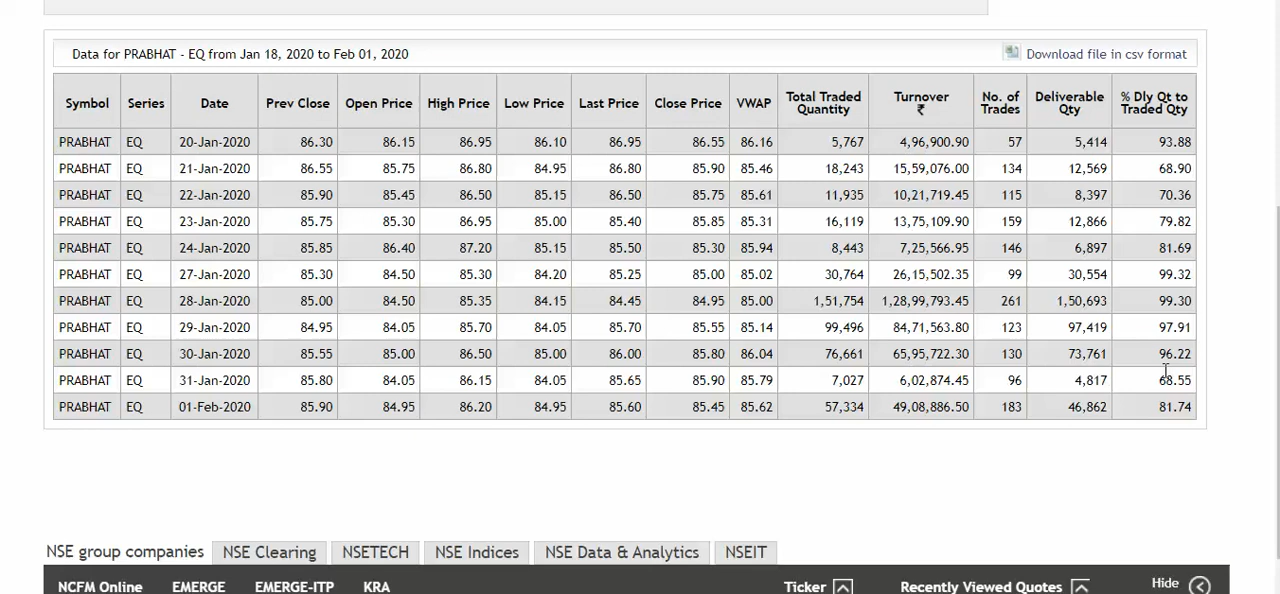 Data for PRABHAT - EQ from Jan 18, 2020 to Feb 01, 2020 Download file in csv format
Symbol Series Date Prev Close Open Price High Price Low Price Last Price Close Price VWAP Total Traded Quantity Turnover ₹ No. of Trades Deliverable Qty % Dly Qt to Traded Qty
PRABHAT EQ 20-Jan-2020 86.30 86.15 86.95 86.10 86.95 86.55 86.16 5,767 4,96,900.90 57 5,414 93.88
PRABHAT EQ 21-Jan-2020 86.55 85.75 86.80 84.95 86.80 85.90 85.46 18,243 15,59,076.00 134 12,569 68.90
PRABHAT EQ 22-Jan-2020 85.90 85.45 86.50 85.15 86.50 85.75 85.61 11,935 10,21,719.45 115 8,397 70.36
PRABHAT EQ 23-Jan-2020 85.75 85.30 86.95 85.00 85.40 85.85 85.31 16,119 13,75,109.90 159 12,866 79.82
PRABHAT EQ 24-Jan-2020 85.85 86.40 87.20 85.15 85.50 85.30 85.94 8,443 7,25,566.95 146 6,897 81.69
PRABHAT EQ 27-Jan-2020 85.30 84.50 85.30 84.20 85.25 85.00 85.02 30,764 26,15,502.35 99 30,554 99.32
PRABHAT EQ 28-Jan-2020 85.00 84.50 85.35 84.15 84.45 84.95 85.00 1,51,754 1,28,99,793.45 261 1,50,693 99.30
PRABHAT EQ 29-Jan-2020 84.95 84.05 85.70 84.05 85.70 85.55 85.14 99,496 84,71,563.80 123 97,419 97.91
PRABHAT EQ 30-Jan-2020 85.55 85.00 86.50 85.00 86.00 85.80 86.04 76,661 65,95,722.30 130 73,761 96.22
PRABHAT EQ 31-Jan-2020 85.80 84.05 86.15 84.05 85.65 85.90 85.79 7,027 6,02,874.45 96 4,817 68.55
PRABHAT EQ 01-Feb-2020 85.90 84.95 86.20 84.95 85.60 85.45 85.62 57,334 49,08,886.50 183 46,862 81.74
NSE group companies NSE Clearing NSETECH NSE Indices NSE Data & Analytics NSEIT
NCFM Online EMERGE EMERGE-ITP KRA Ticker Recently Viewed Quotes Hide